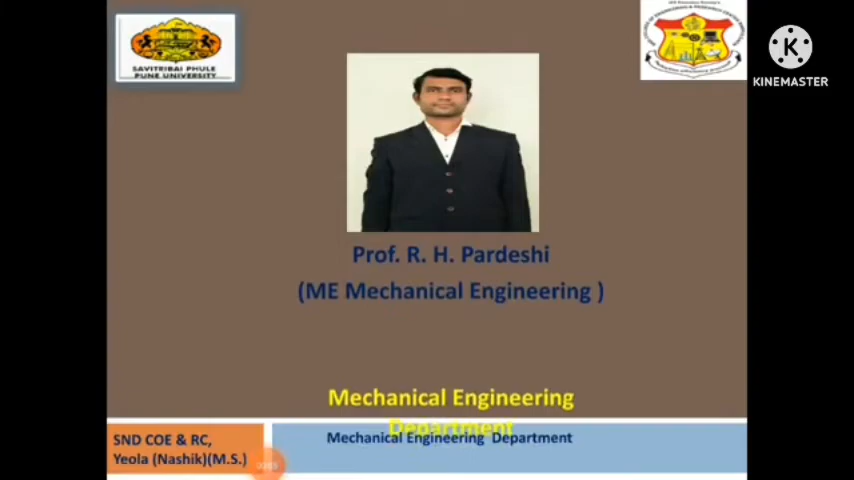 SAVITRIBAI PHULE
PUNE UNIVERSITY
KINEMASTER
Prof. R. H. Pardeshi
(ME Mechanical Engineering )
Mechanical Engineering
Department
SND COE & RC,
Yeola (Nashik)(M.S.)
Mechanical Engineering Department